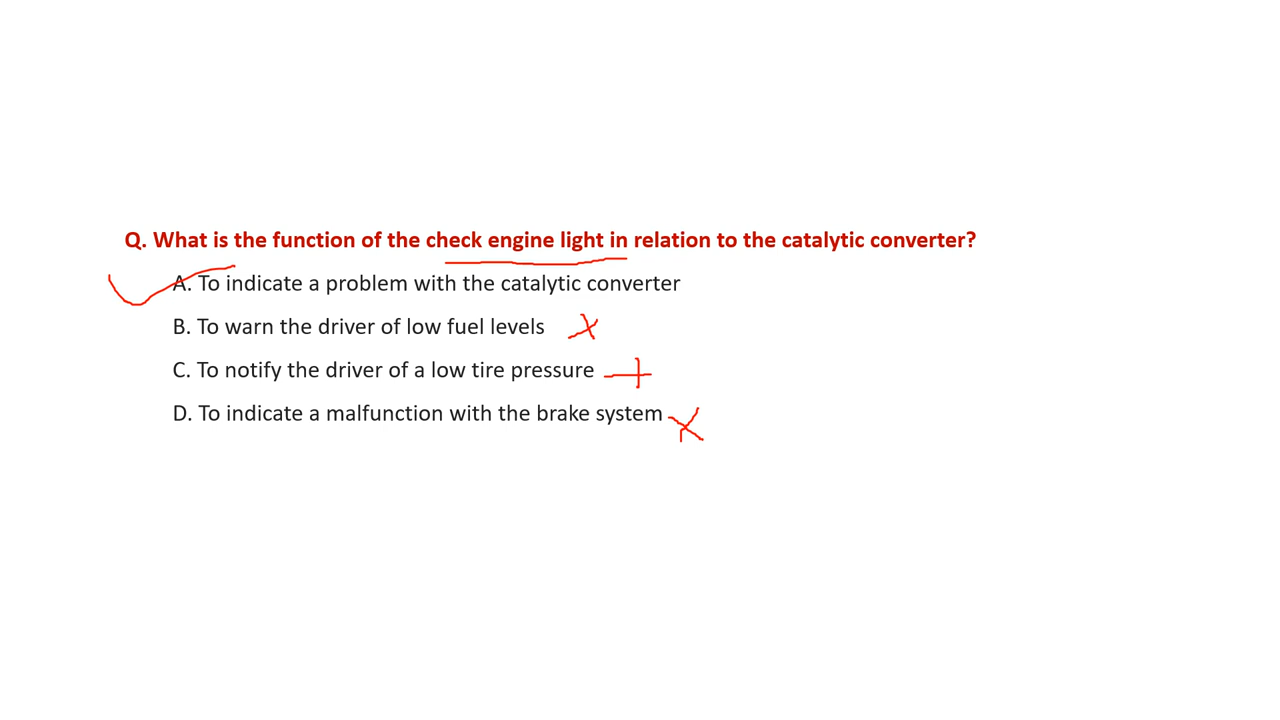 Q. What is the function of the check engine light in relation to the catalytic converter?
A. To indicate a problem with the catalytic converter
B. To warn the driver of low fuel levels
C. To notify the driver of a low tire pressure
D. To indicate a malfunction with the brake system